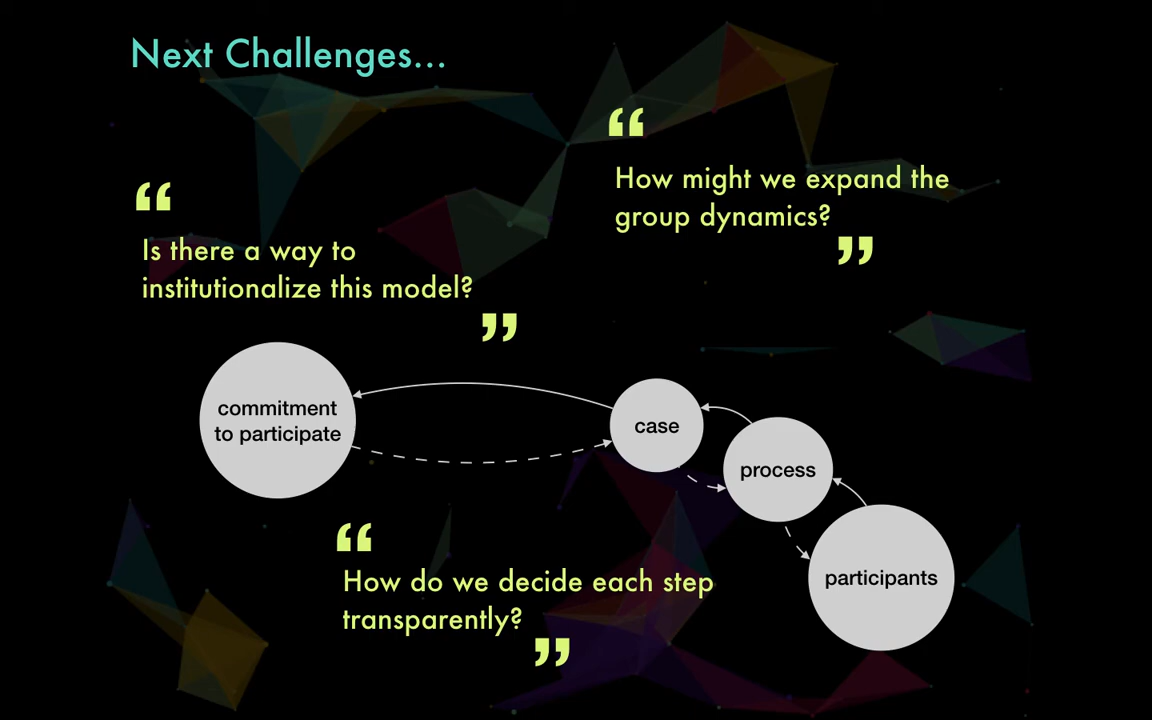 Next Challenges...
“
How might we expand the
group dynamics?
”
“
Is there a way to
institutionalize this model?
”
commitment
to participate
case
process
participants
“
How do we decide each step
transparently?
”